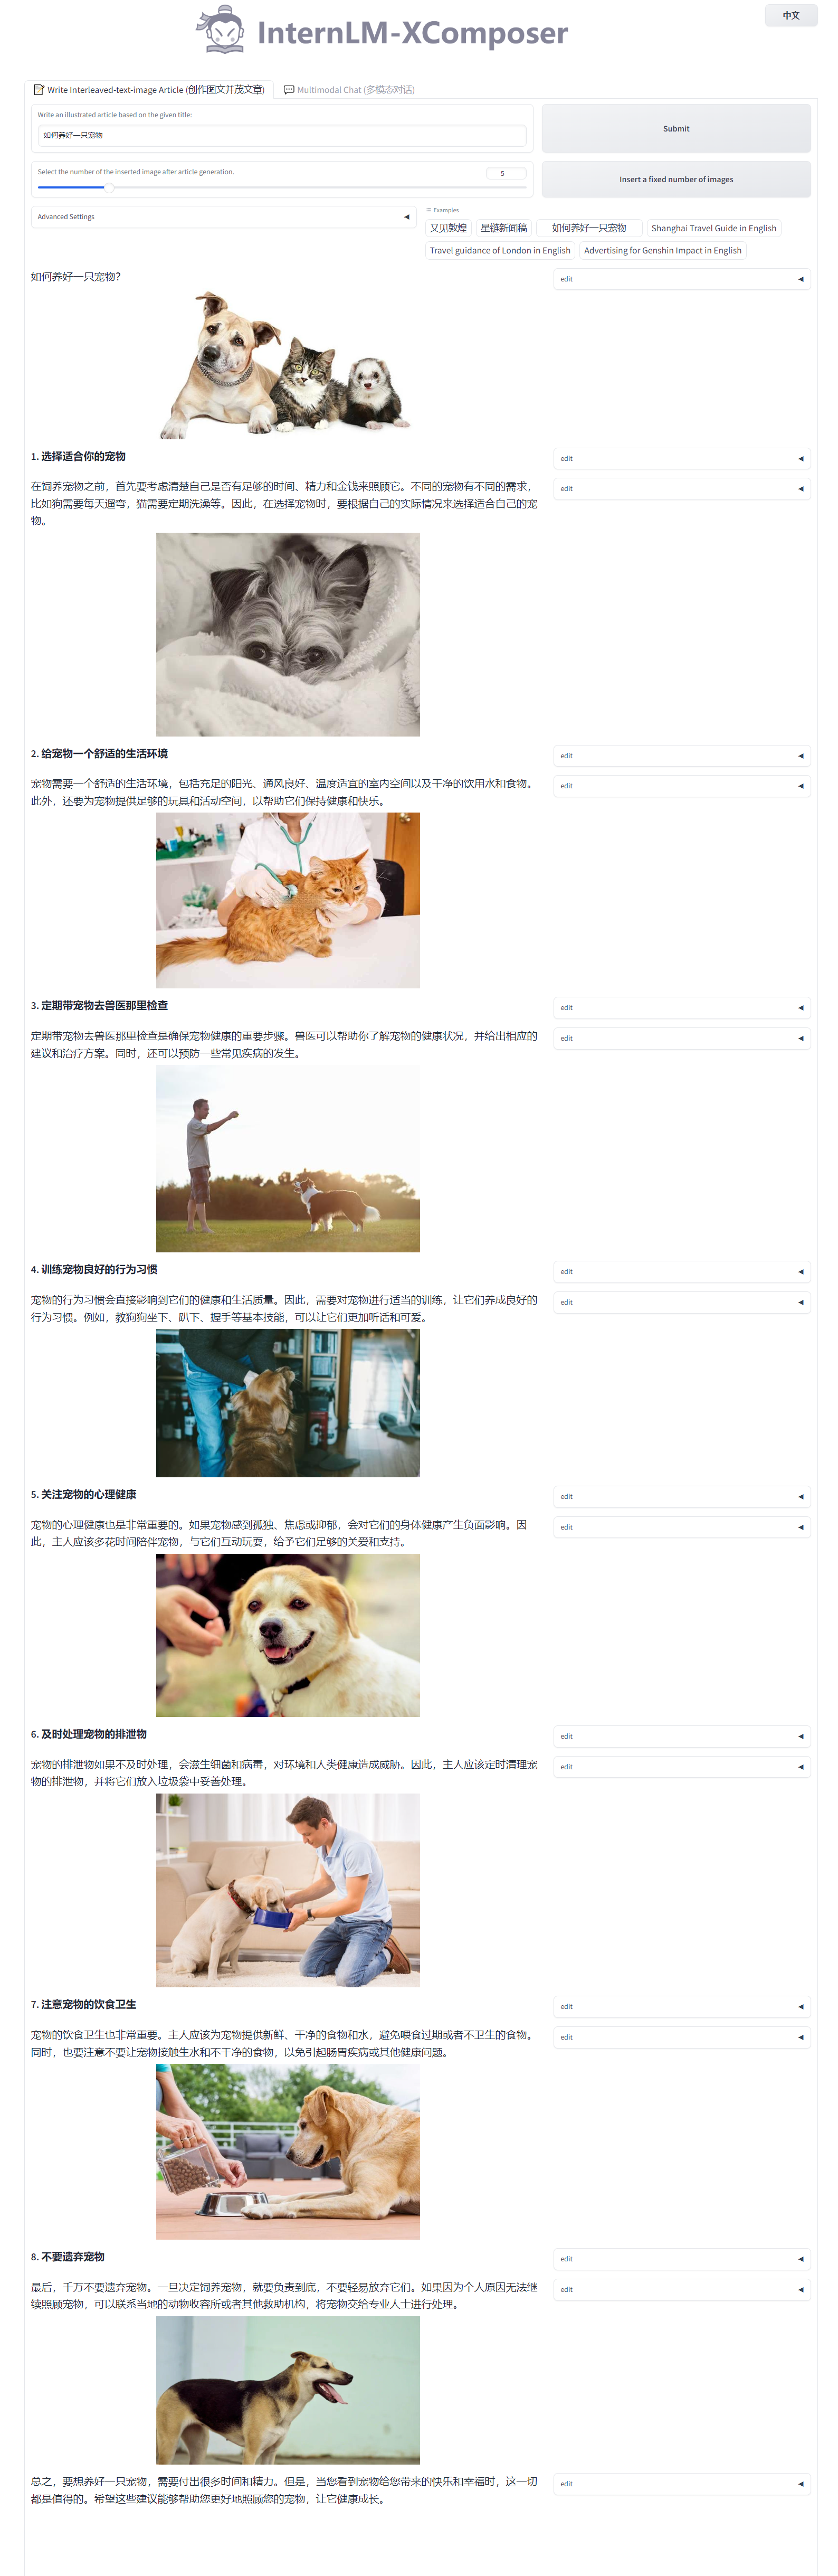 InternLM-XComposer
中文
Write Interleaved-text-image Article (创作图文并茂文章)
Multimodal Chat (多模态对话)
Write an illustrated article based on the given title:
如何养好一只宠物
Submit
Select the number of the inserted image after article generation.
5
Insert a fixed number of images
Advanced Settings
Examples
又见敦煌
星链新闻稿
如何养好一只宠物
Shanghai Travel Guide in English
Travel guidance of London in English
Advertising for Genshin Impact in English
如何养好一只宠物?
edit
1. 选择适合你的宠物
edit
在饲养宠物之前，首先要考虑清楚自己是否有足够的时间、精力和金钱来照顾它。不同的宠物有不同的需求，
edit
比如狗需要每天遛弯，猫需要定期洗澡等。因此，在选择宠物时，要根据自己的实际情况来选择适合自己的宠
物。
2. 给宠物一个舒适的生活环境
edit
宠物需要一个舒适的生活环境，包括充足的阳光、通风良好、温度适宜的室内空间以及干净的饮用水和食物。
edit
此外，还要为宠物提供足够的玩具和活动空间，以帮助它们保持健康和快乐。
3. 定期带宠物去兽医那里检查
edit
定期带宠物去兽医那里检查是确保宠物健康的重要步骤。兽医可以帮助你了解宠物的健康状况，并给出相应的
edit
建议和治疗方案。同时，还可以预防一些常见疾病的发生。
4. 训练宠物良好的行为习惯
edit
宠物的行为习惯会直接影响到它们的健康和生活质量。因此，需要对宠物进行适当的训练，让它们养成良好的
edit
行为习惯。例如，教狗狗坐下、趴下、握手等基本技能，可以让它们更加听话和可爱。
5. 关注宠物的心理健康
edit
宠物的心理健康也是非常重要的。如果宠物感到孤独、焦虑或抑郁，会对它们的身体健康产生负面影响。因
edit
此，主人应该多花时间陪伴宠物，与它们互动玩耍，给予它们足够的关爱和支持。
6. 及时处理宠物的排泄物
edit
宠物的排泄物如果不及时处理，会滋生细菌和病毒，对环境和人类健康造成威胁。因此，主人应该定时清理宠
edit
物的排泄物，并将它们放入垃圾袋中妥善处理。
7. 注意宠物的饮食卫生
edit
宠物的饮食卫生也非常重要。主人应该为宠物提供新鲜、干净的食物和水，避免喂食过期或者不卫生的食物。
edit
同时，也要注意不要让宠物接触生水和不干净的食物，以免引起肠胃疾病或其他健康问题。
8. 不要遗弃宠物
edit
最后，千万不要遗弃宠物。一旦决定饲养宠物，就要负责到底，不要轻易放弃它们。如果因为个人原因无法继
edit
续照顾宠物，可以联系当地的动物收容所或者其他救助机构，将宠物交给专业人士进行处理。
总之，要想养好一只宠物，需要付出很多时间和精力。但是，当您看到宠物给您带来的快乐和幸福时，这一切
edit
都是值得的。希望这些建议能够帮助您更好地照顾您的宠物，让它健康成长。